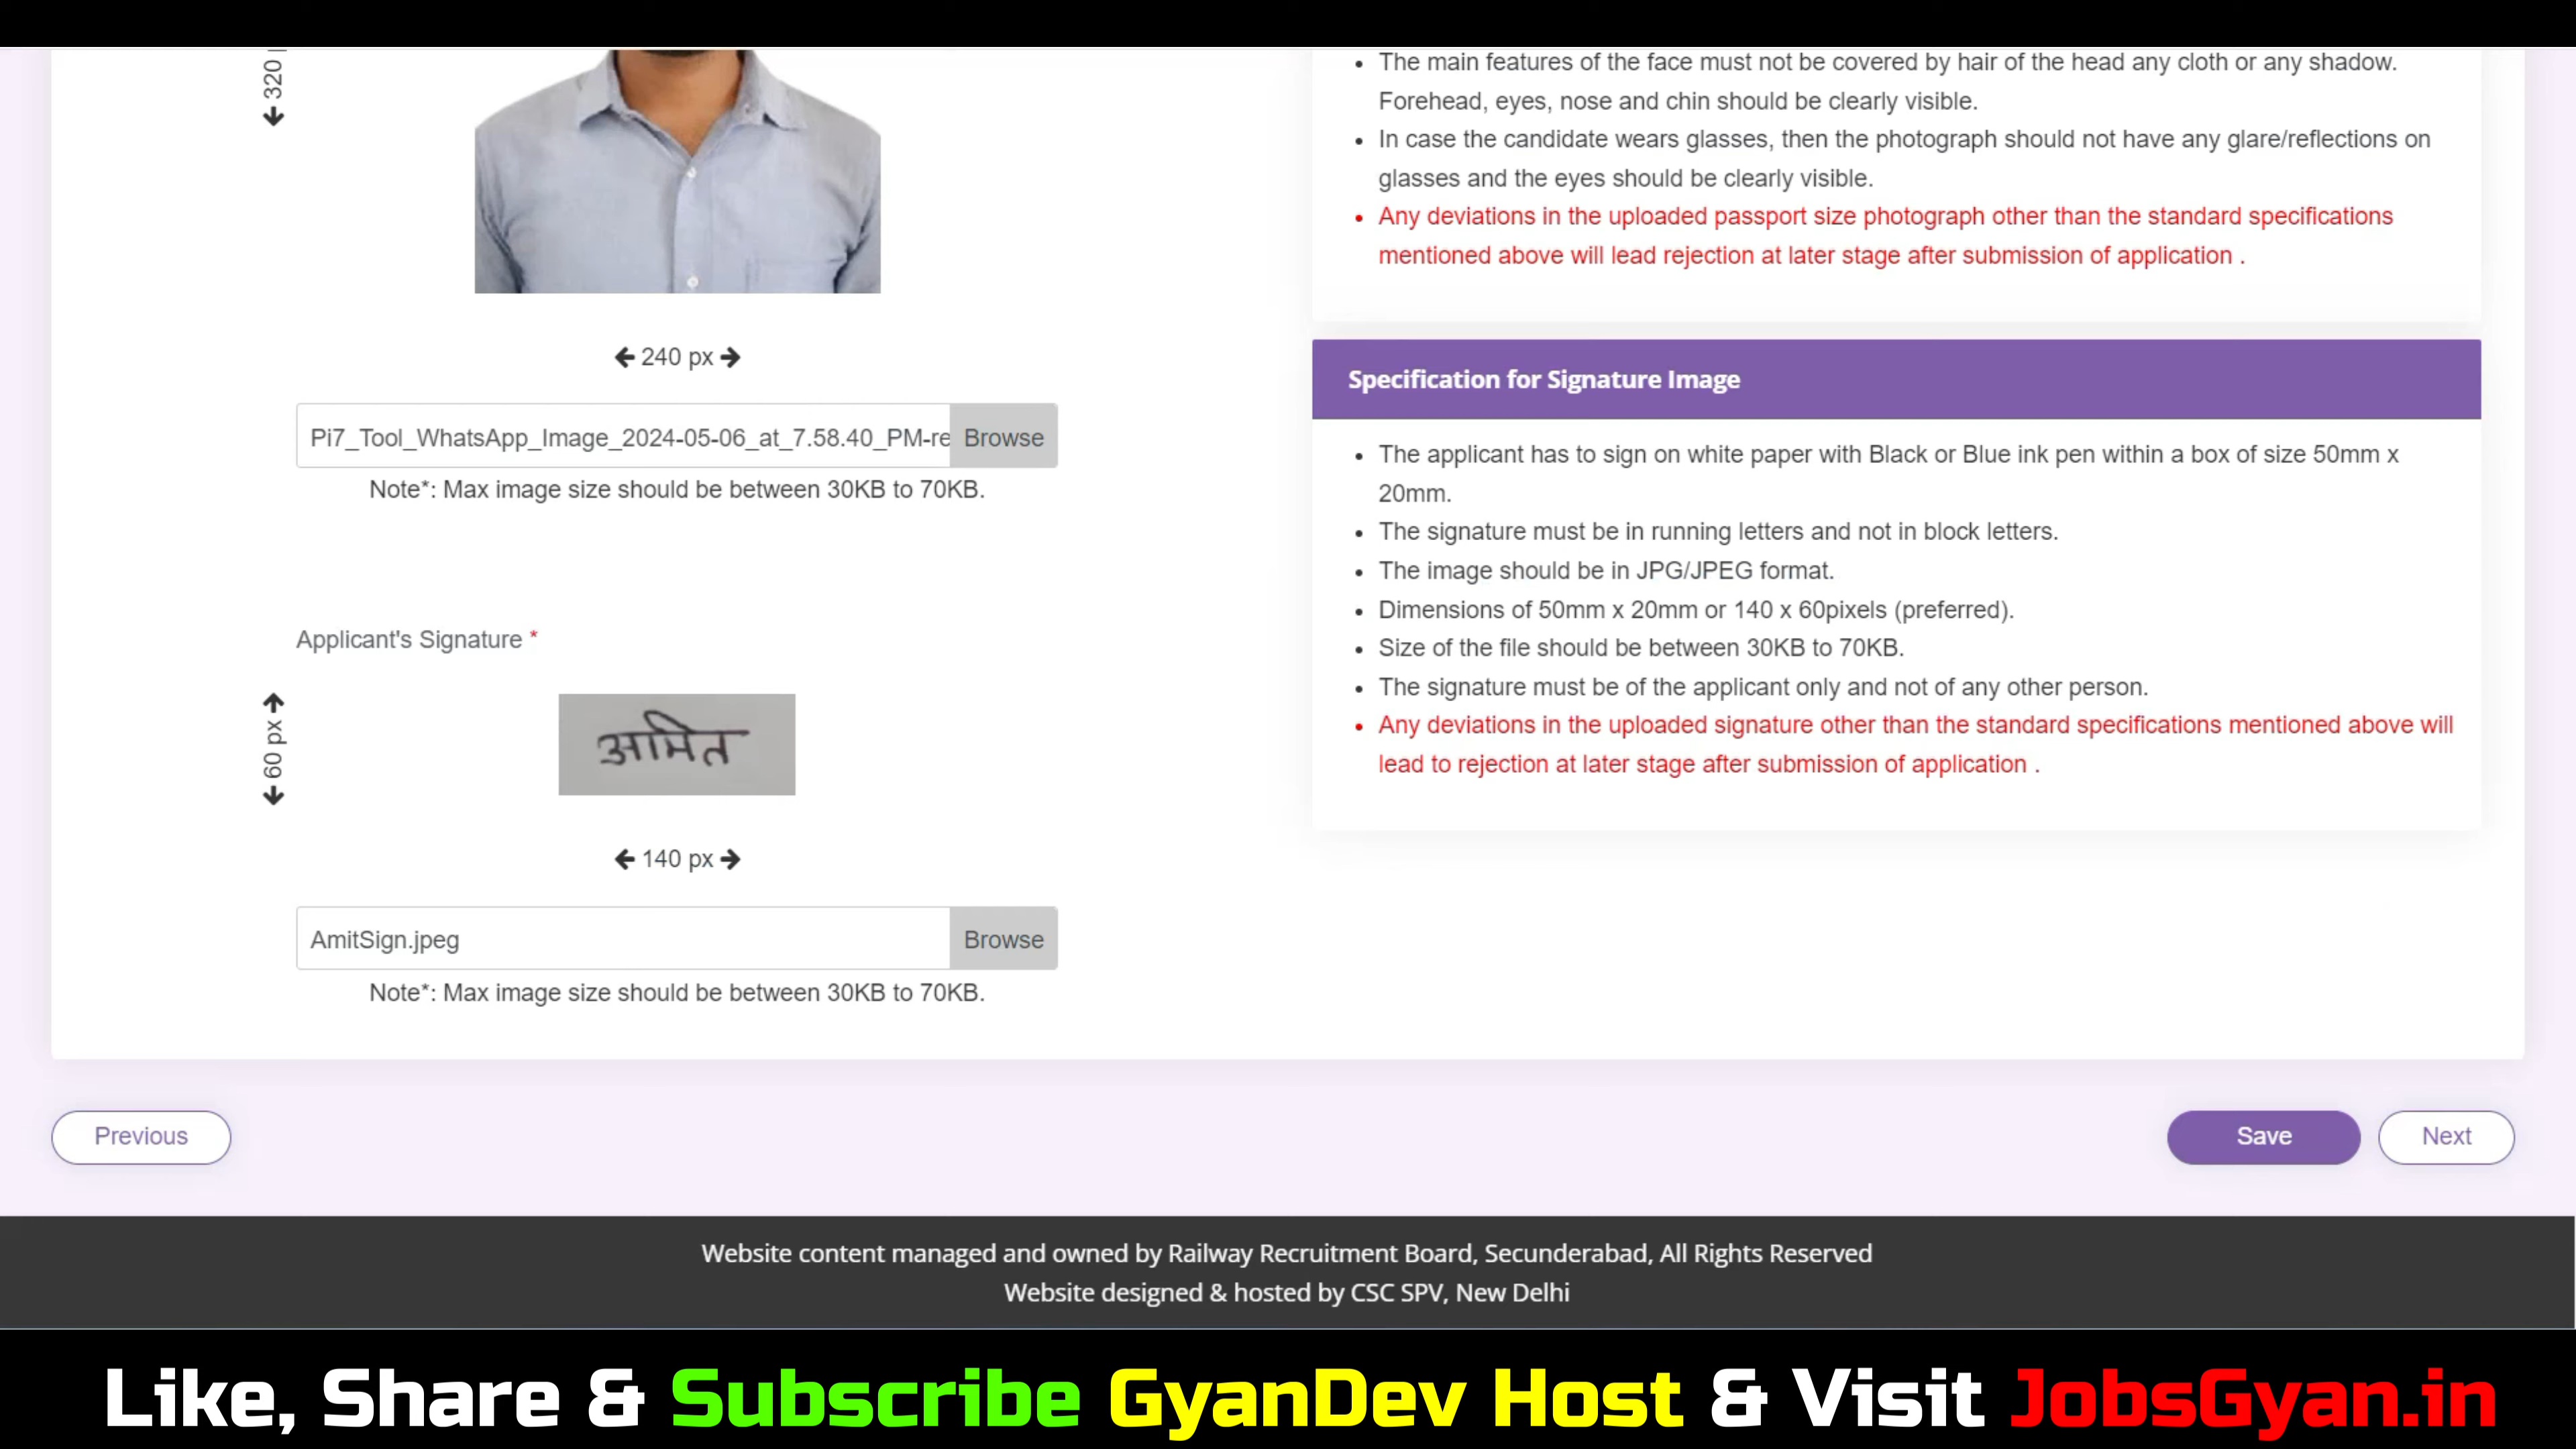 320
240 px
Pi7_Tool_WhatsApp_Image_2024-05-06_at_7.58.40_PM-re Browse
Note*: Max image size should be between 30KB to 70KB.
Applicant's Signature *
60 px
अमित
140 px
AmitSign.jpeg Browse
Note*: Max image size should be between 30KB to 70KB.
• The main features of the face must not be covered by hair of the head any cloth or any shadow.
Forehead, eyes, nose and chin should be clearly visible.
• In case the candidate wears glasses, then the photograph should not have any glare/reflections on
glasses and the eyes should be clearly visible.
• Any deviations in the uploaded passport size photograph other than the standard specifications
mentioned above will lead rejection at later stage after submission of application .
Specification for Signature Image
• The applicant has to sign on white paper with Black or Blue ink pen within a box of size 50mm x
20mm.
• The signature must be in running letters and not in block letters.
• The image should be in JPG/JPEG format.
• Dimensions of 50mm x 20mm or 140 x 60pixels (preferred).
• Size of the file should be between 30KB to 70KB.
• The signature must be of the applicant only and not of any other person.
• Any deviations in the uploaded signature other than the standard specifications mentioned above will
lead to rejection at later stage after submission of application .
Previous
Save
Next
Website content managed and owned by Railway Recruitment Board, Secunderabad, All Rights Reserved
Website designed & hosted by CSC SPV, New Delhi
Like, Share & Subscribe GyanDev Host & Visit JobsGyan.in